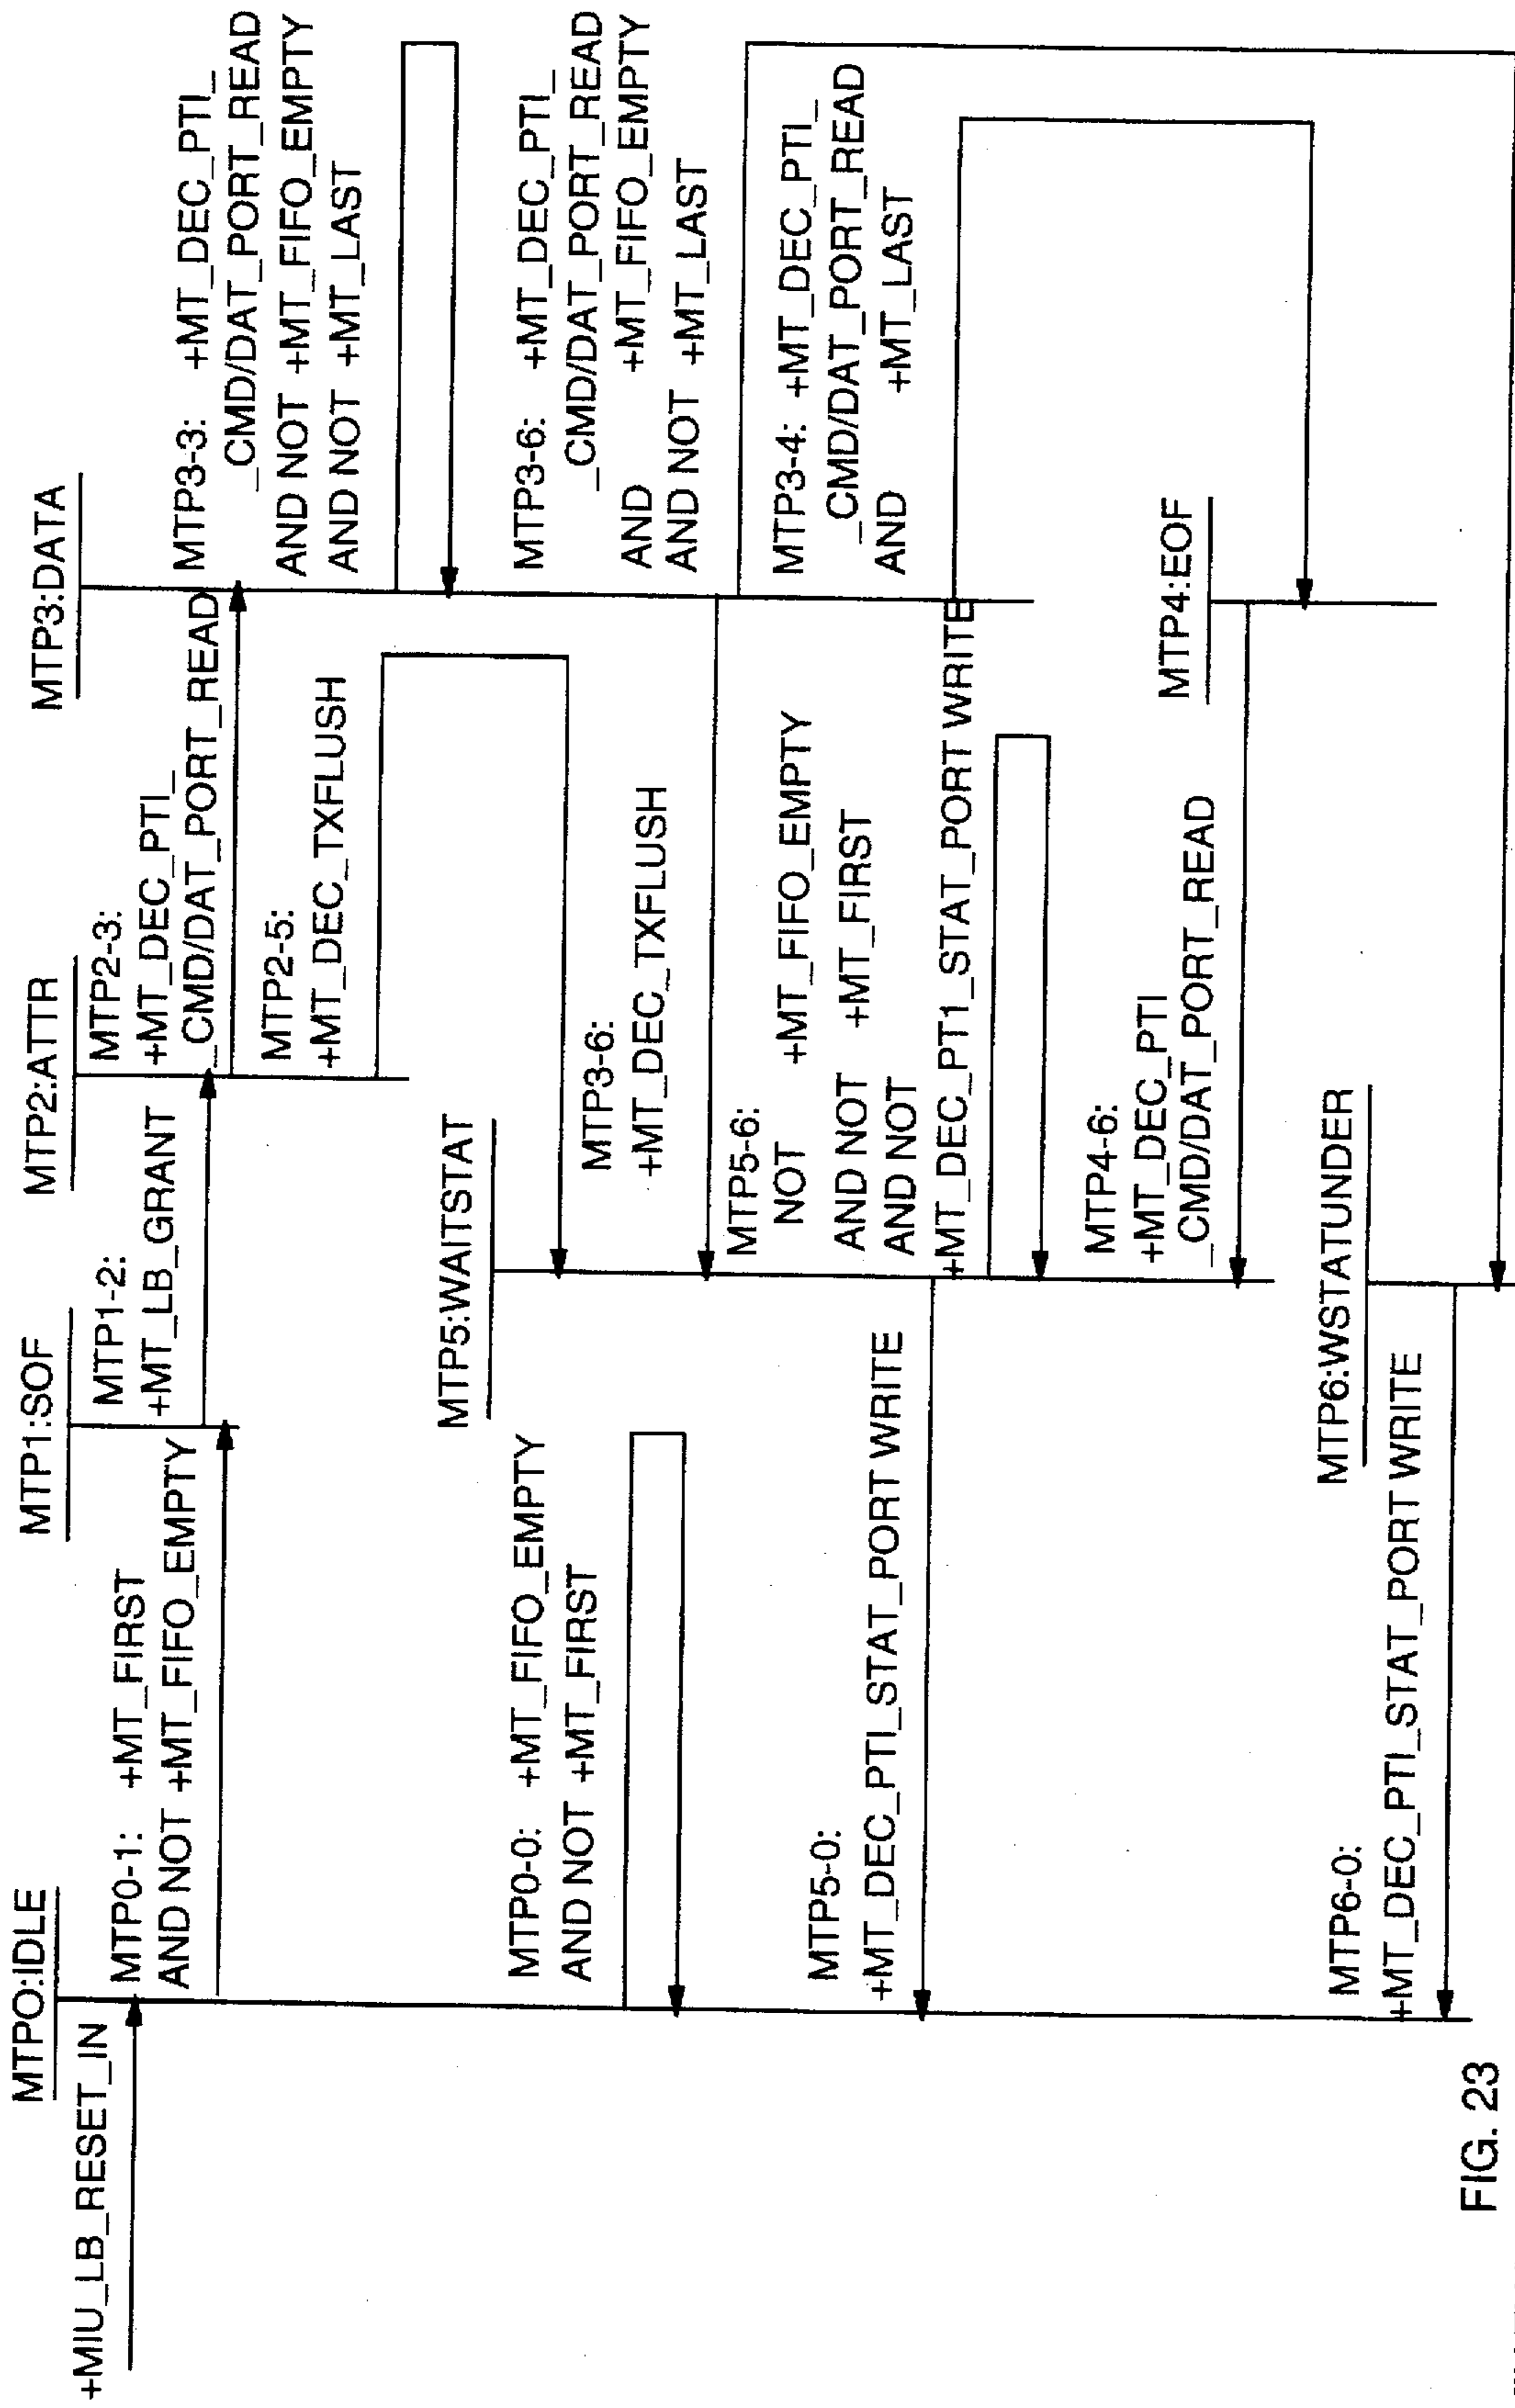 +MIU_LB_RESET_IN
MTPO:IDLE
MTP0-1: +MT_FIRST
AND NOT +MT_FIFO_EMPTY
MTP0-0: +MT_FIFO_EMPTY
AND NOT +MT_FIRST
MTP5-0:
+MT_DEC_PTI_STAT_PORT WRITE
MTP6-0:
+MT_DEC_PTI_STAT_PORT WRITE
MTP1:SOF
MTP1-2:
+MT_LB_GRANT
MTP5:WAITSTAT
MTP6:WSTATUNDER
MTP2:ATTR
MTP2-3:
+MT_DEC_PTI_
_CMD/DAT_PORT_READ
MTP2-5:
+MT_DEC_TXFLUSH
MTP3-6:
+MT_DEC_TXFLUSH
MTP5-6:
NOT +MT_FIFO_EMPTY
AND NOT +MT_FIRST
AND NOT
+MT_DEC_PT1_STAT_PORT WRITE
MTP4-6:
+MT_DEC_PTI
_CMD/DAT_PORT_READ
MTP3:DATA
MTP3-3: +MT_DEC_PTI_
_CMD/DAT_PORT_READ
AND NOT +MT_FIFO_EMPTY
AND NOT +MT_LAST
MTP3-6: +MT_DEC_PTI_
_CMD/DAT_PORT_READ
AND +MT_FIFO_EMPTY
AND NOT +MT_LAST
MTP3-4: +MT_DEC_PTI_
_CMD/DAT_PORT_READ
AND +MT_LAST
MTP4:EOF
FIG. 23